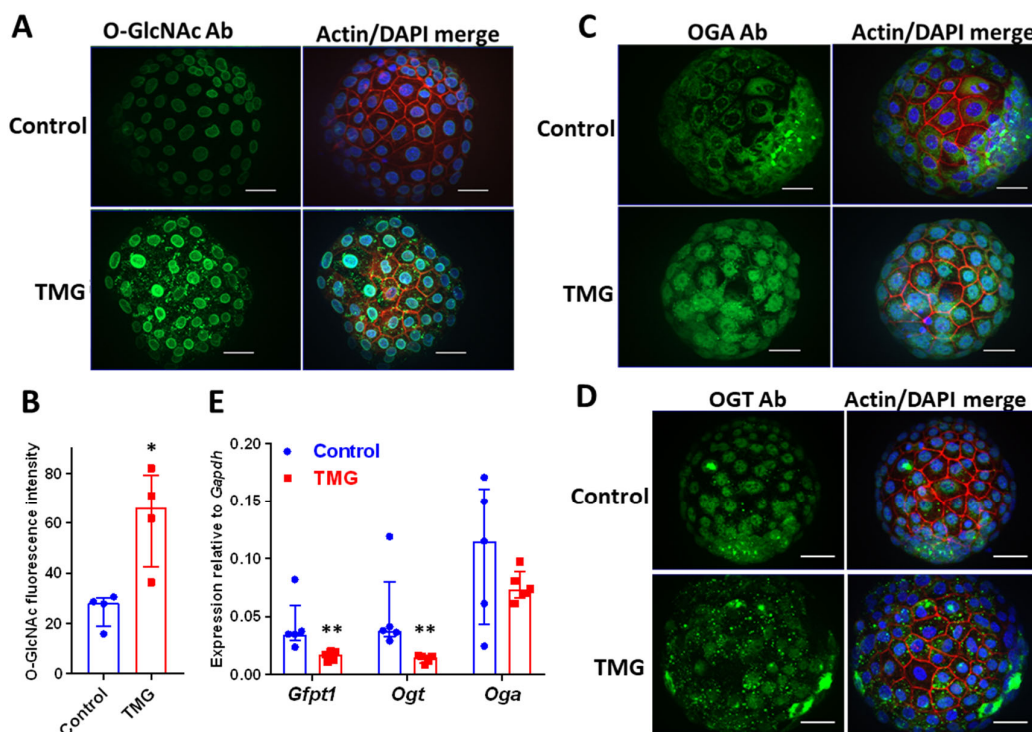 A
O-GlcNAc Ab Actin/DAPI merge
Control
TMG
C
OGA Ab Actin/DAPI merge
Control
TMG
B
O-GlcNAc fluorescence intensity
80
60
40
20
0
*
Control
TMG
E
Expression relative to Gapdh
0.20
0.15
0.10
0.05
0.00
Control
TMG
** **
Gfpt1 Ogt Oga
D
OGT Ab Actin/DAPI merge
Control
TMG